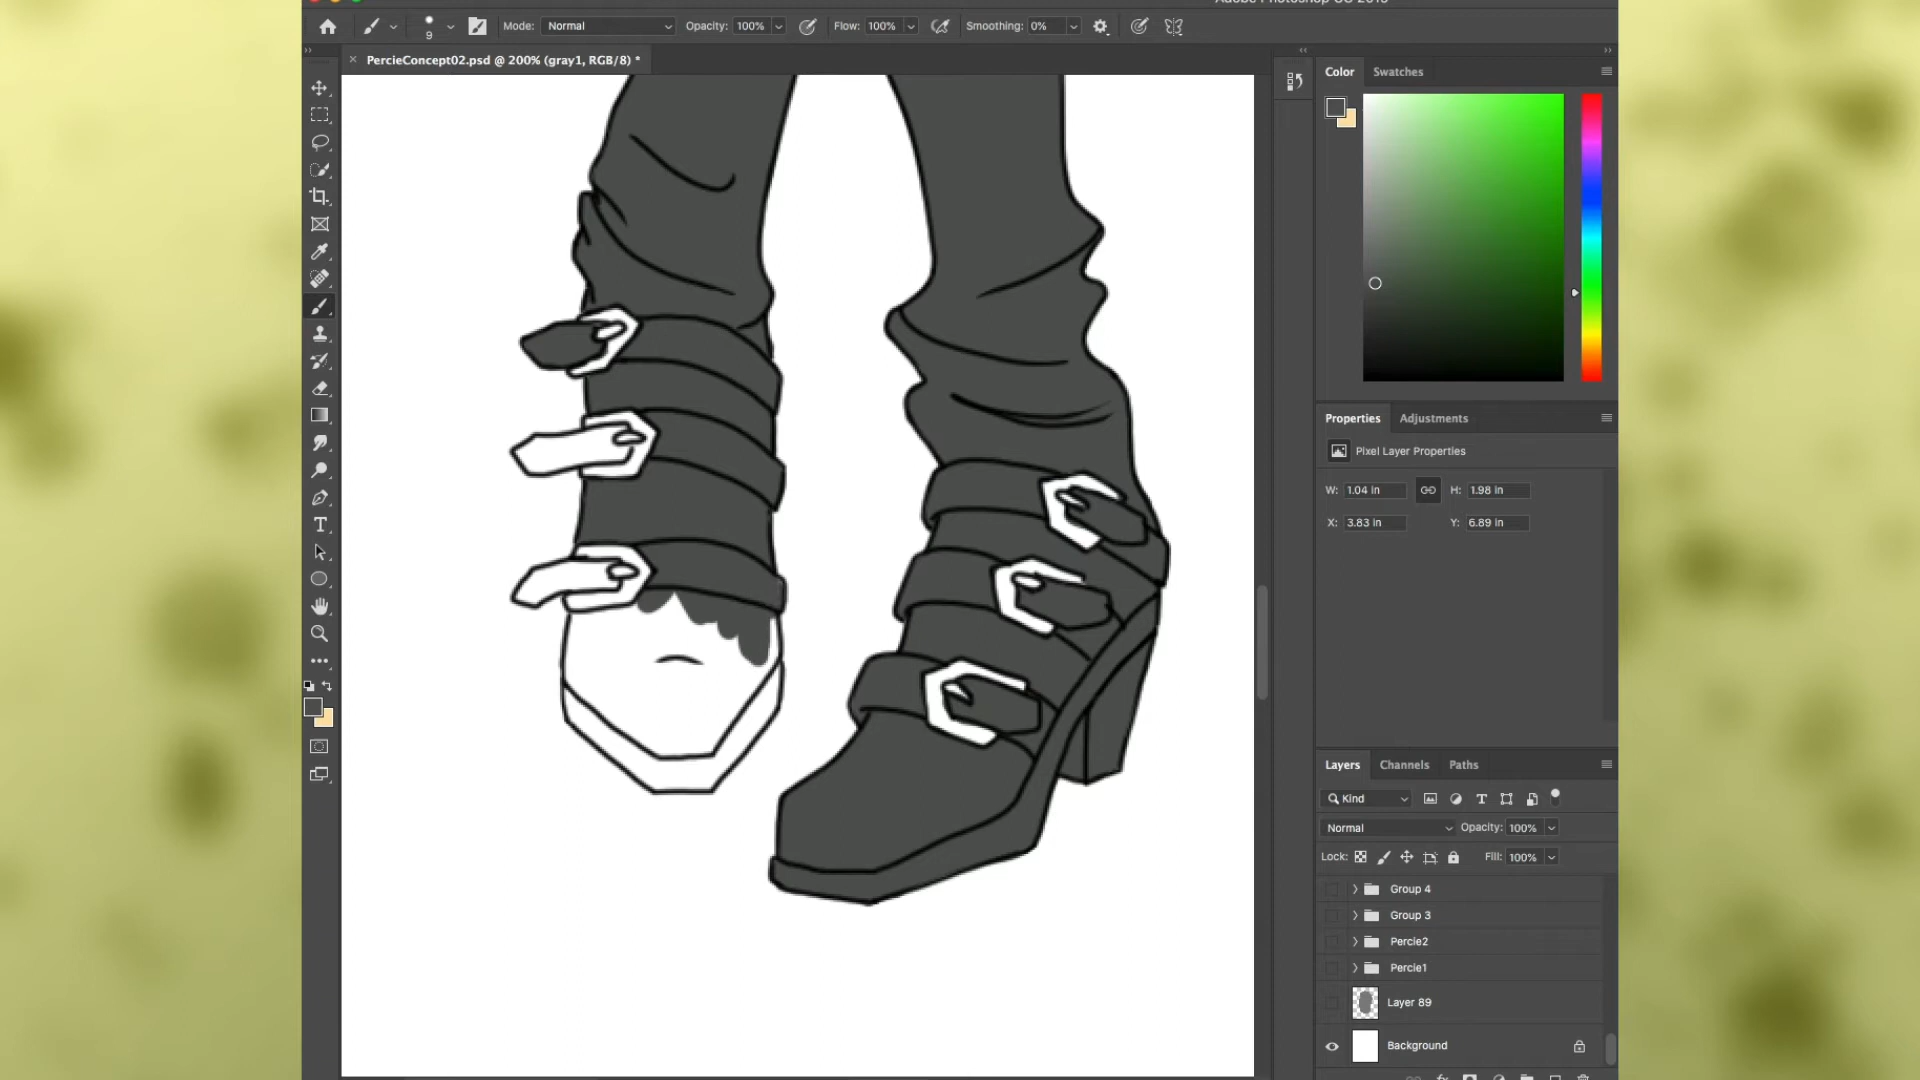 9 Mode: Normal Opacity: 100% Flow: 100% Smoothing: 0%
PercieConcept02.psd @ 200% (gray1, RGB/8) *
Color Swatches
Properties Adjustments
Pixel Layer Properties
W: 1.04 in H: 1.98 in
X: 3.83 in Y: 6.89 in
Layers Channels Paths
Kind
Normal Opacity: 100%
Lock: Fill: 100%
Group 4
Group 3
Percie2
Percie1
Layer 89
Background